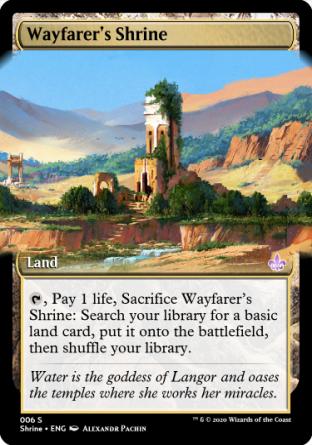 Wayfarer's Shrine
Land
, Pay 1 life, Sacrifice Wayfarer's
Shrine: Search your library for a basic
land card, put it onto the battlefield,
then shuffle your library.
Water is the goddess of Langor and oases
the temples where she works her miracles.
006 S
Shrine • ENG Alexandr Pachin
™ & © 2020 Wizards of the Coast